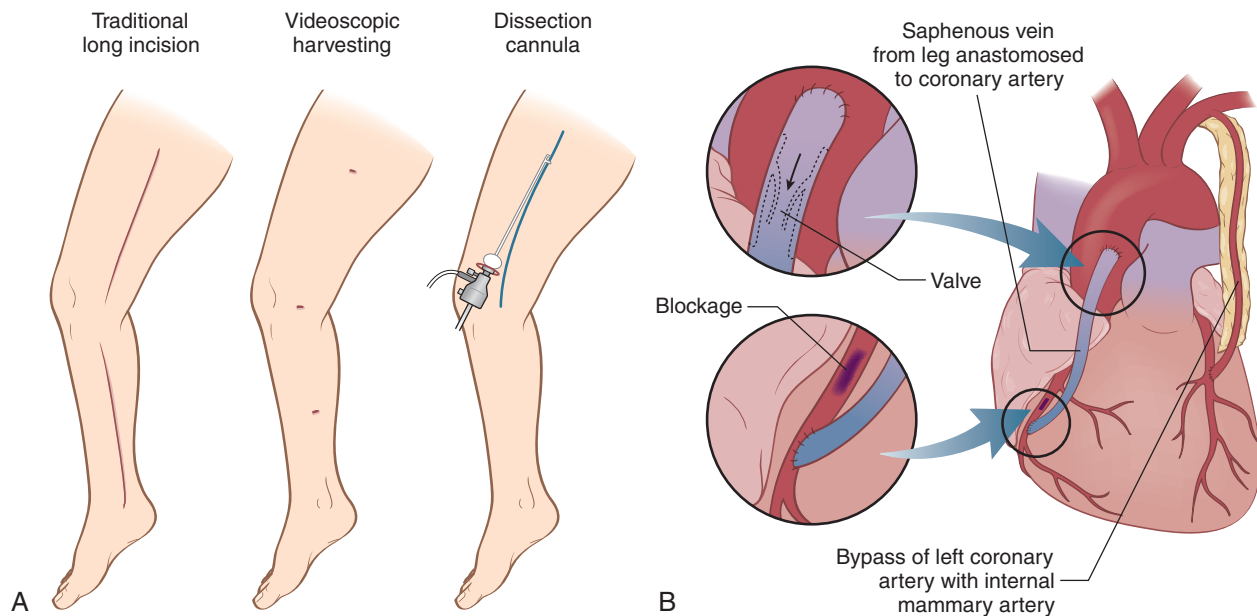 Traditional
long incision
Videoscopic
harvesting
Dissection
cannula
A
Saphenous vein
from leg anastomosed
to coronary artery
Valve
Blockage
Bypass of left coronary
artery with internal
mammary artery
B